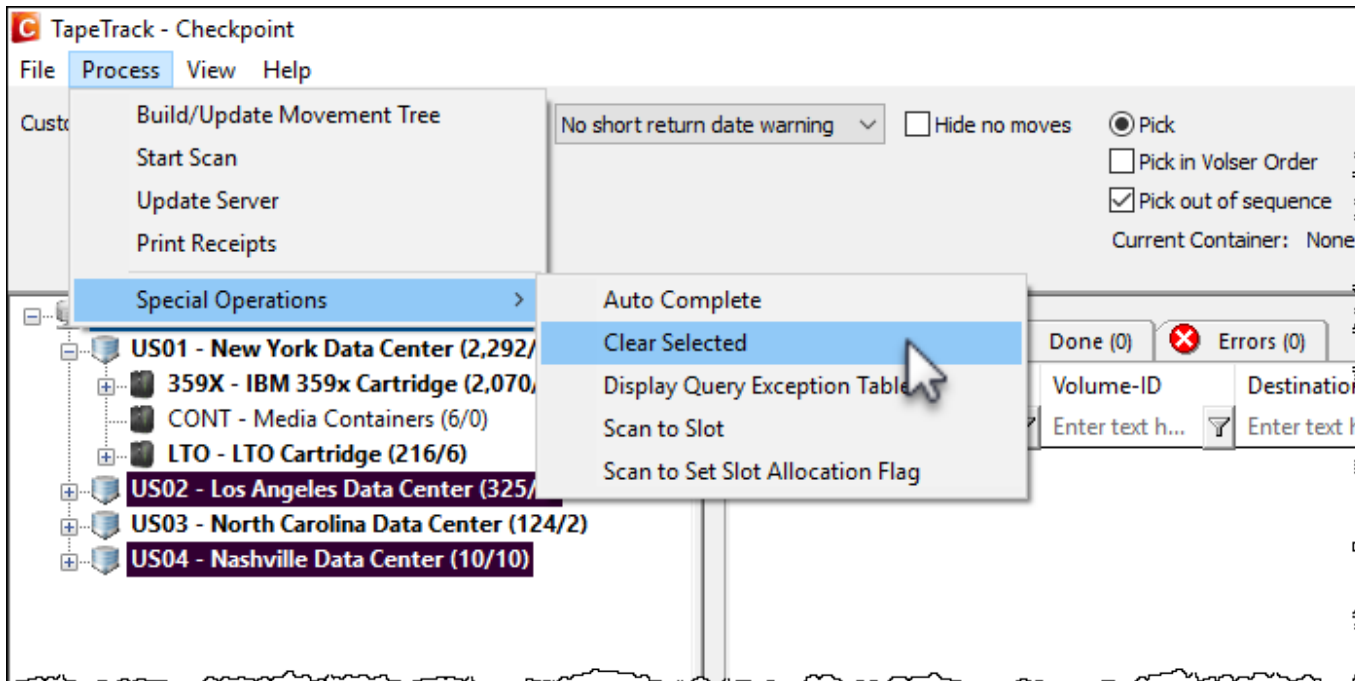 TapeTrack - Checkpoint
File Process View Help
Build/Update Movement Tree
Start Scan
Update Server
Print Receipts
Special Operations
No short return date warning
Hide no moves
Pick
Pick in Volser Order
Pick out of sequence
Current Container: None
Auto Complete
Clear Selected
Display Query Exception Table
Scan to Slot
Scan to Set Slot Allocation Flag
US01 - New York Data Center (2,292/
359X - IBM 359x Cartridge (2,070/
CONT - Media Containers (6/0)
LTO - LTO Cartridge (216/6)
US02 - Los Angeles Data Center (325/
US03 - North Carolina Data Center (124/2)
US04 - Nashville Data Center (10/10)
Done (0) Errors (0)
Volume-ID Destination
Enter text h... Enter text